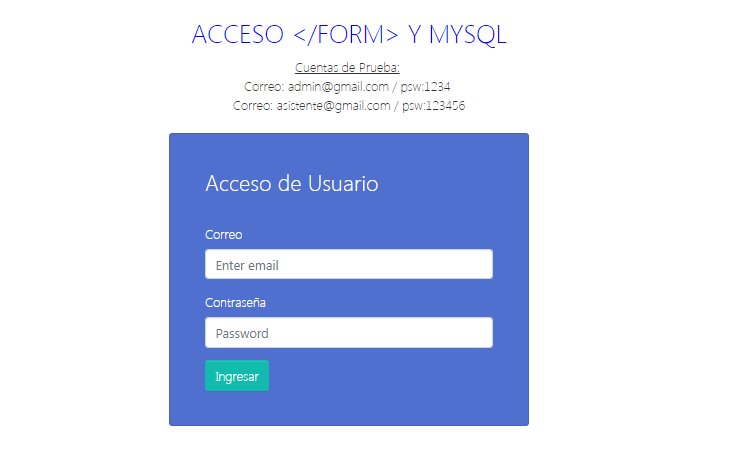 ACCESO </FORM> Y MYSQL
Cuentas de Prueba:
Correo: admin@gmail.com / psw:1234
Correo: asistente@gmail.com / psw:123456
Acceso de Usuario
Correo
Enter email
Contraseña
Password
Ingresar